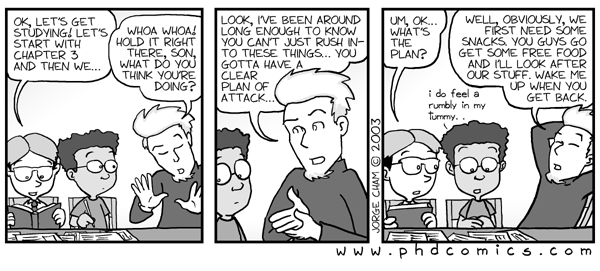 OK, LET'S GET
STUDYING! LET'S
START WITH
CHAPTER 3
AND THEN WE...
WHOA WHOA!
HOLD IT RIGHT
THERE, SON,
WHAT DO YOU
THINK YOU'RE
DOING?
LOOK, I'VE BEEN AROUND
LONG ENOUGH TO KNOW
YOU CAN'T JUST RUSH IN-
TO THESE THINGS... YOU
GOTTA HAVE A
CLEAR
PLAN OF
ATTACK...
JORGE CHAM © 2003
UM, OK...
WHAT'S
THE
PLAN?
i do feel a
rumbly in my
tummy. .
WELL, OBVIOUSLY, WE
FIRST NEED SOME
SNACKS. YOU GUYS GO
GET SOME FREE FOOD
AND I'LL LOOK AFTER
OUR STUFF. WAKE ME
UP WHEN YOU
GET BACK.
www.phdcomics.com